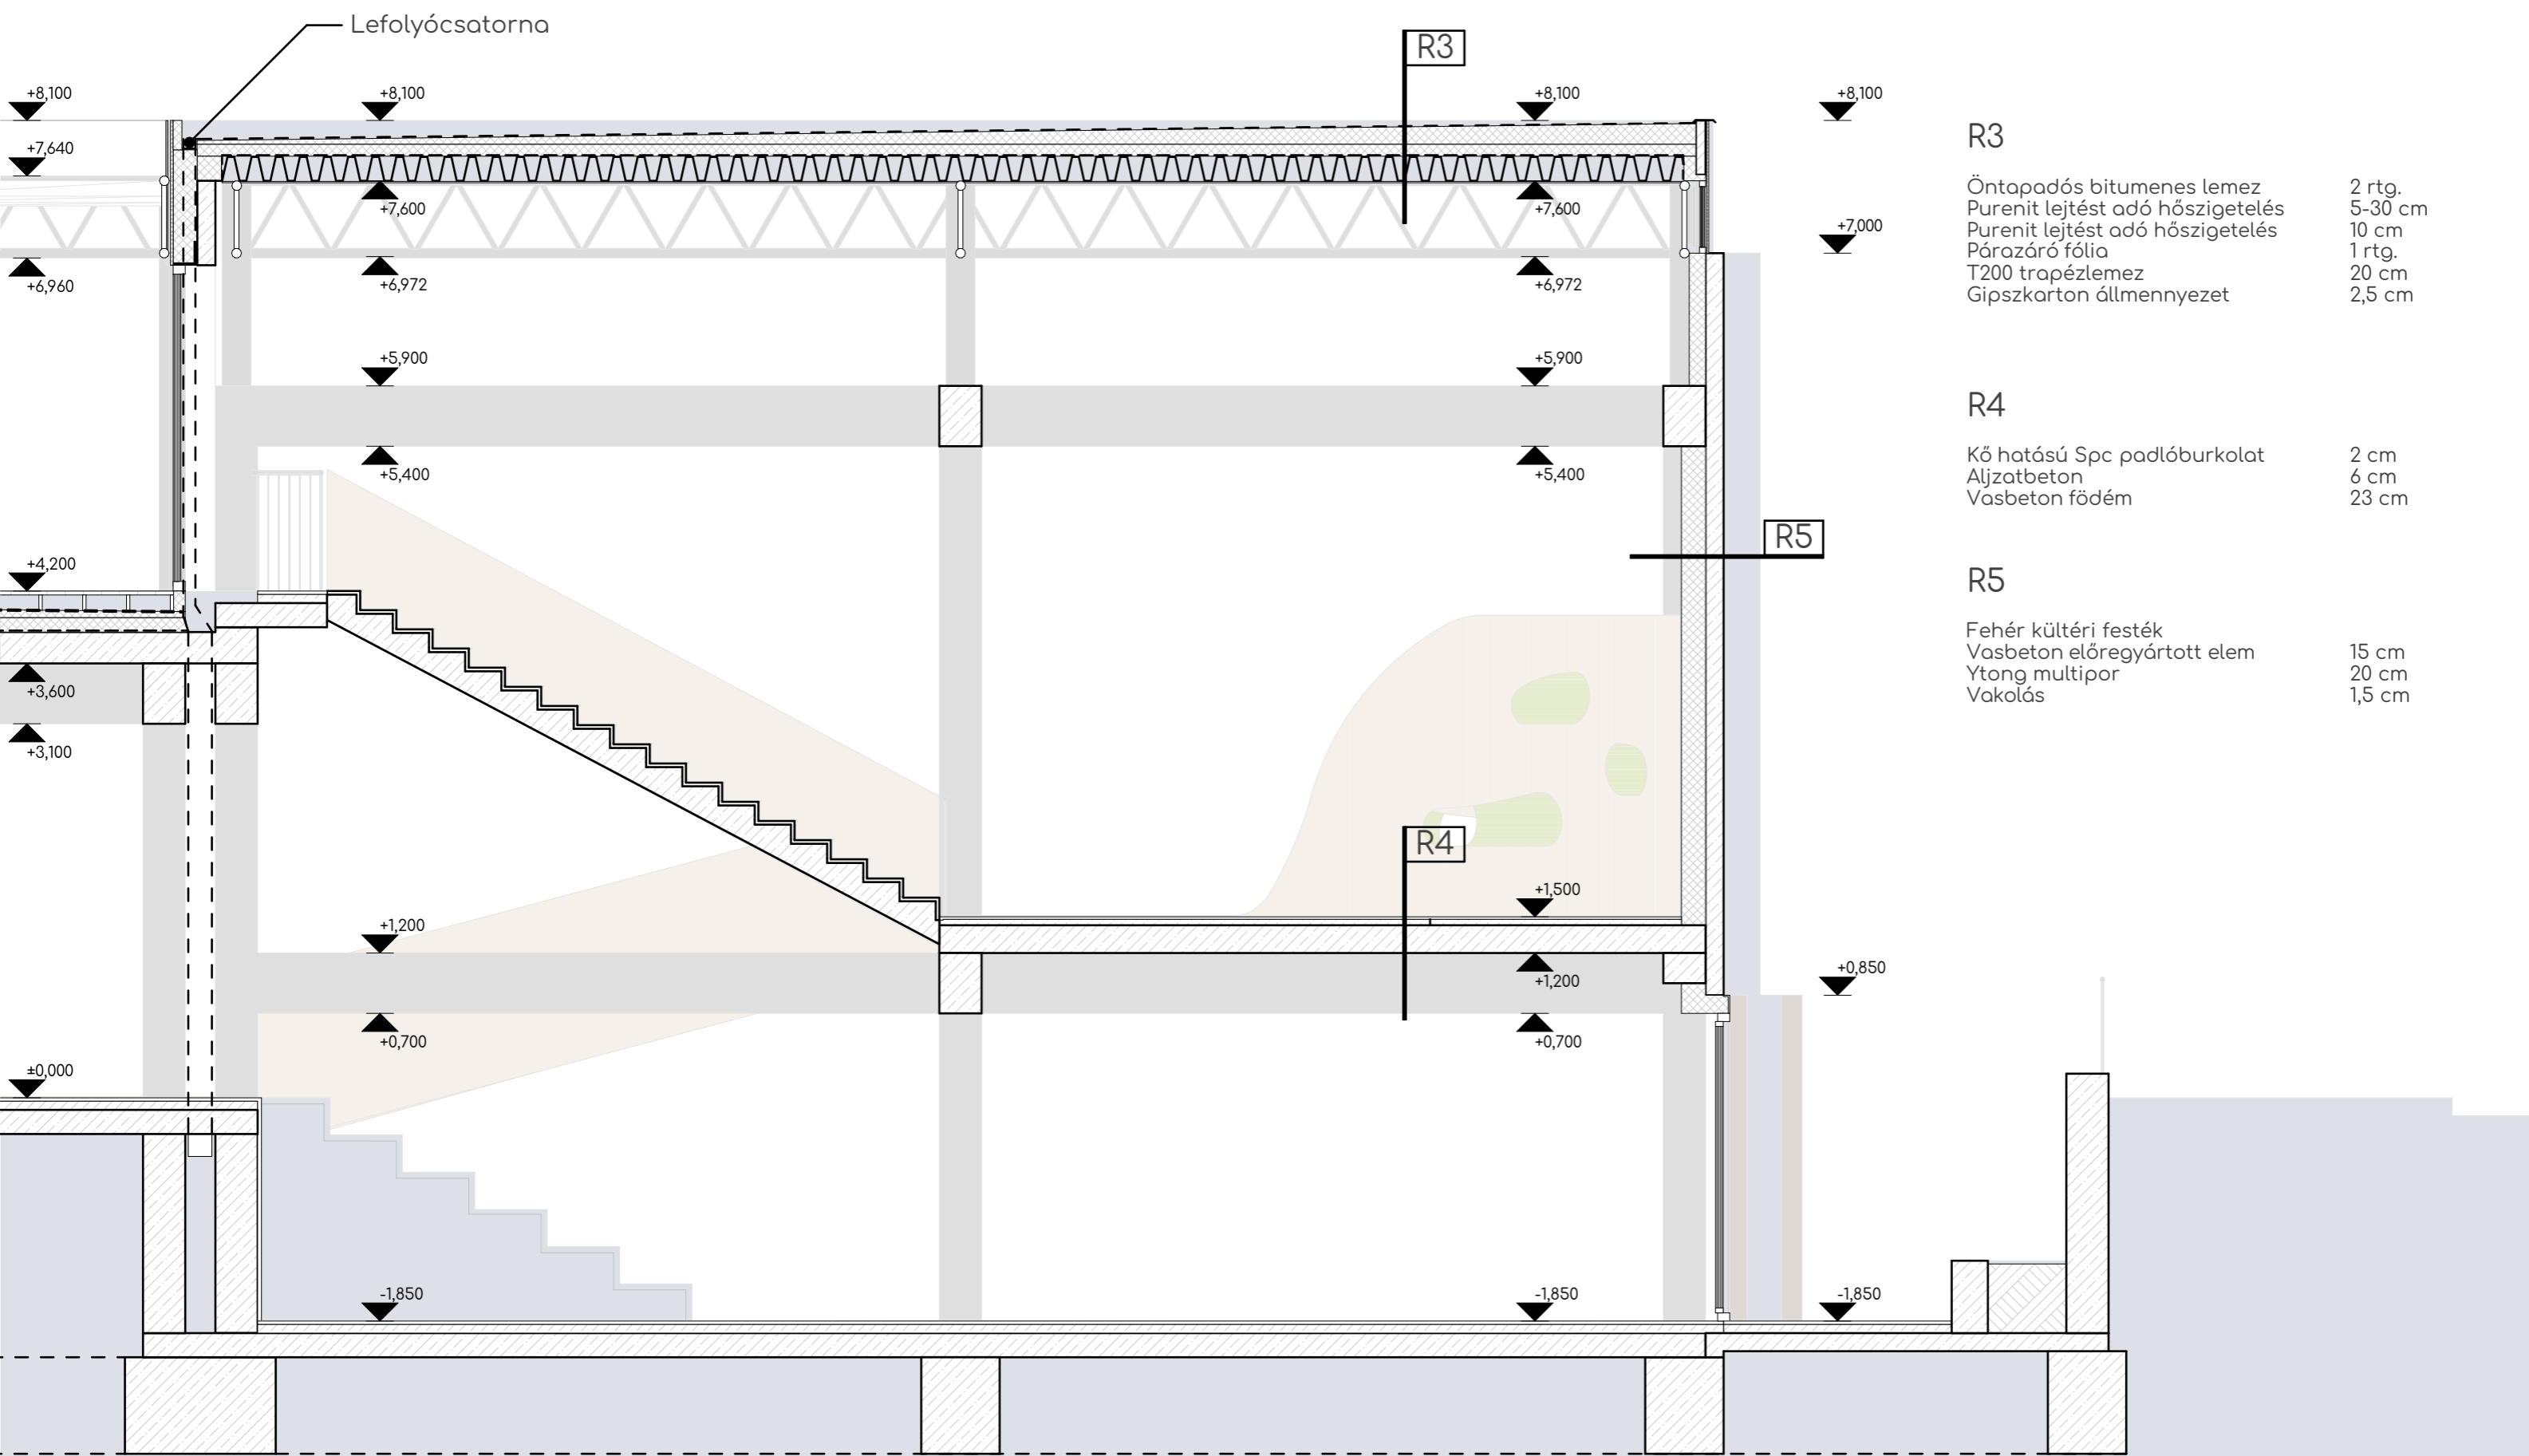 Lefolyócsatorna
R3
+8,100
+8,100
+8,100
+8,100
+7,640
+7,600
+7,600
+7,000
+6,960
+6,972
+6,972
+5,900
+5,900
+5,400
+5,400
R5
+4,200
+3,600
+3,100
R4
+1,500
+1,200
+1,200
+0,850
+0,700
+0,700
±0,000
-1,850
-1,850
-1,850
R3
Öntapadós bitumenes lemez 2 rtg.
Purenit lejtést adó hőszigetelés 5-30 cm
Purenit lejtést adó hőszigetelés 10 cm
Párazáró fólia 1 rtg.
T200 trapézlemez 20 cm
Gipszkarton állmennyezet 2,5 cm
R4
Kő hatású Spc padlóburkolat 2 cm
Aljzatbeton 6 cm
Vasbeton födém 23 cm
R5
Fehér kültéri festék
Vasbeton előregyártott elem 15 cm
Ytong multipor 20 cm
Vakolás 1,5 cm